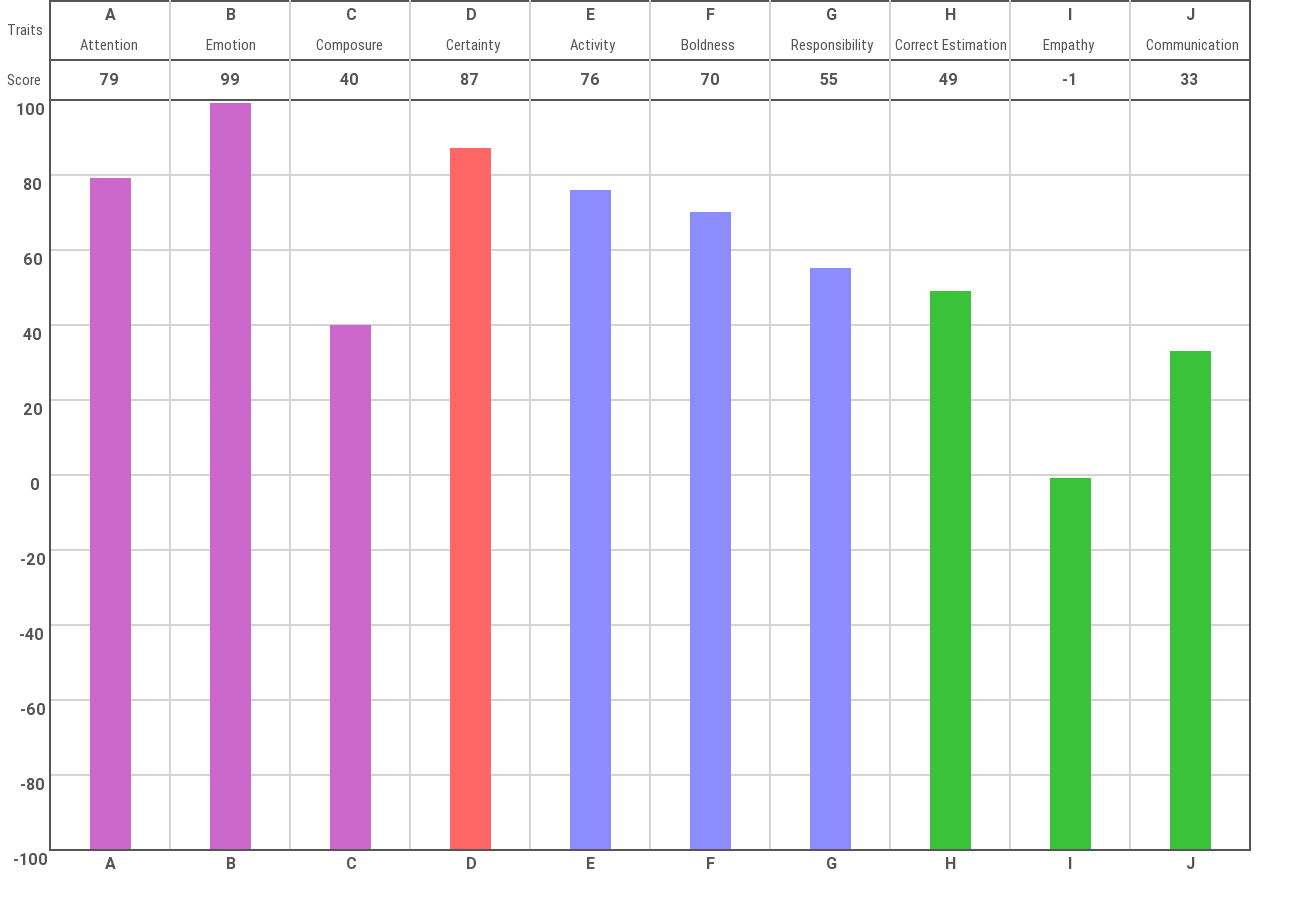 A B C D E F G H I J
Traits
Attention Emotion Composure Certainty Activity Boldness Responsibility Correct Estimation Empathy Communication
Score 79 99 40 87 76 70 55 49 -1 33
100
80
60
40
20
0
-20
-40
-60
-80
-100
A B C D E F G H I J